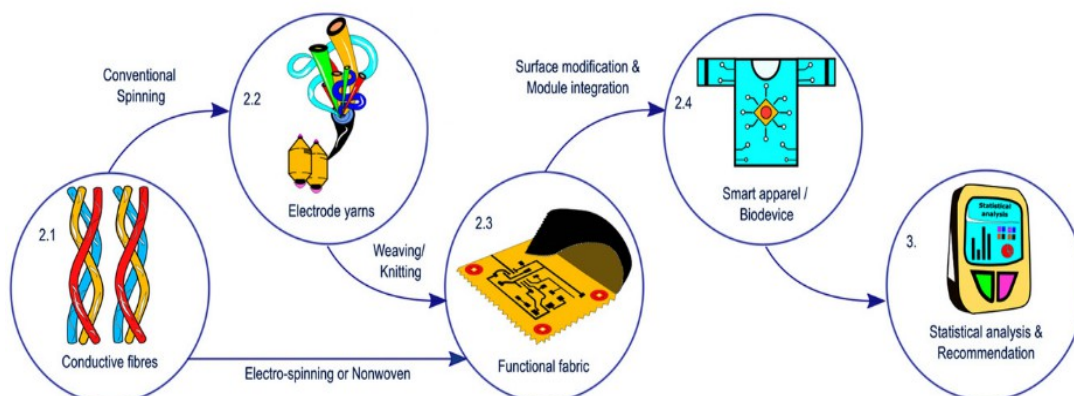 Conventional
Spinning
2.2
Electrode yarns
2.1
Conductive fibres
Weaving/
Knitting
Electro-spinning or Nonwoven
2.3
Functional fabric
Surface modification &
Module integration
2.4
Smart apparel /
Biodevice
3.
Statistical
analysis
Statistical analysis &
Recommendation